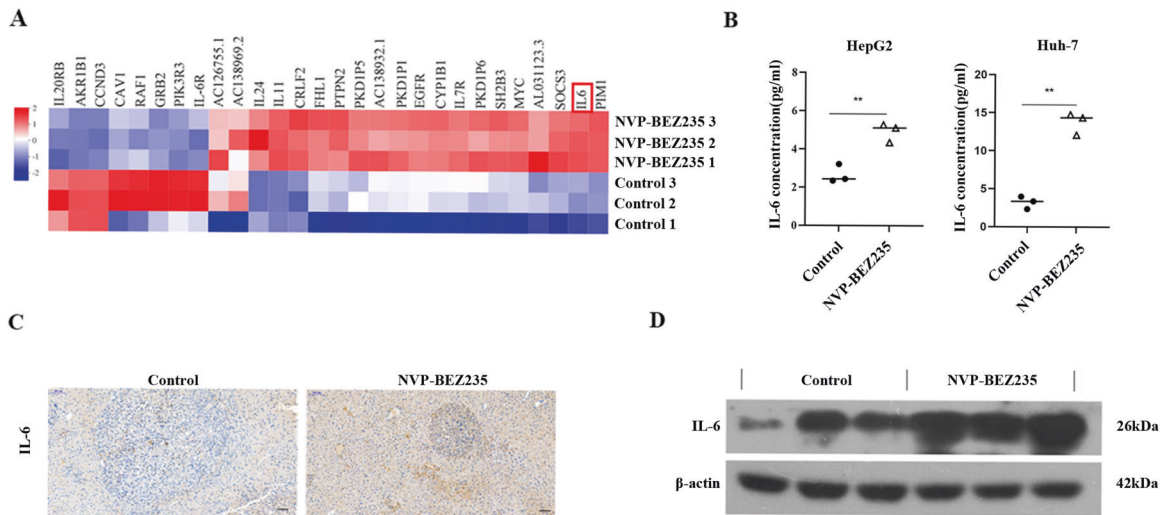 A
IL20RB AKR1B1 CCND3 CAV1 RAF1 GRB2 PIK3R3 IL-6R AC126755.1 AC138969.2 IL24 IL11 CRLF2 FHL1 PTPN2 PKD1P5 AC138932.1 PKD1P1 EGFR CYP1B1 IL7R PKD1P6 SH2B3 MYC AL031123.3 SOCS3 IL6 PIM1
2
1
0
-1
-2
NVP-BEZ235 3
NVP-BEZ235 2
NVP-BEZ235 1
Control 3
Control 2
Control 1
B
HepG2
IL-6 concentration(pg/ml)
8
6
4
2
0
**
Control
NVP-BEZ235
Huh-7
IL-6 concentration(pg/ml)
20
15
10
5
0
**
Control
NVP-BEZ235
C
Control NVP-BEZ235
IL-6
D
Control NVP-BEZ235
IL-6 26kDa
β-actin 42kDa